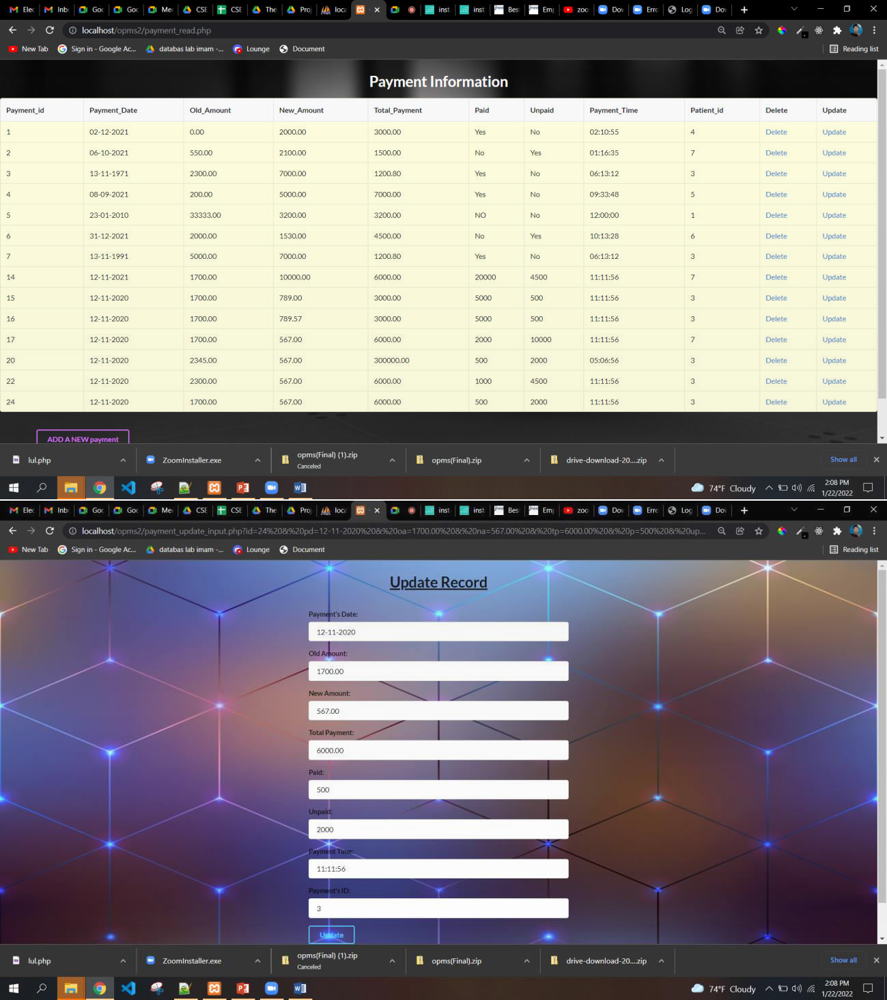 Elec Inb Goo Goo Mee CSE CSE The Proj loca inst inst Bes Emp zoo Dow Erro Log Dow
localhost/opms2/payment_read.php
New Tab Sign in - Google Ac... databas lab imam -... Lounge Document Reading list
Payment Information
Payment_id Payment_Date Old_Amount New_Amount Total_Payment Paid Unpaid Payment_Time Patient_id Delete Update
1 02-12-2021 0.00 2000.00 3000.00 Yes No 02:10:55 4 Delete Update
2 06-10-2021 550.00 2100.00 1500.00 No Yes 01:16:35 7 Delete Update
3 13-11-1971 2300.00 7000.00 1200.80 Yes No 06:13:12 3 Delete Update
4 08-09-2021 200.00 5000.00 7000.00 Yes No 09:33:48 5 Delete Update
5 23-01-2010 33333.00 3200.00 3200.00 NO No 12:00:00 1 Delete Update
6 31-12-2021 2000.00 1530.00 4500.00 No Yes 10:13:28 6 Delete Update
7 13-11-1991 5000.00 7000.00 1200.80 Yes No 06:13:12 3 Delete Update
14 12-11-2021 1700.00 10000.00 6000.00 20000 4500 11:11:56 7 Delete Update
15 12-11-2020 1700.00 789.00 3000.00 5000 500 11:11:56 3 Delete Update
16 12-11-2020 1700.00 789.57 3000.00 5000 500 11:11:56 3 Delete Update
17 12-11-2020 1700.00 567.00 6000.00 2000 10000 11:11:56 7 Delete Update
20 12-11-2020 2345.00 567.00 300000.00 500 2000 05:06:56 3 Delete Update
22 12-11-2020 2300.00 567.00 6000.00 1000 4500 11:11:56 3 Delete Update
24 12-11-2020 1700.00 567.00 6000.00 500 2000 11:11:56 3 Delete Update
ADD A NEW payment
lul.php ZoomInstaller.exe opms(Final) (1).zip opms(Final).zip drive-download-20....zip Show all
Canceled
74°F Cloudy 2:08 PM
1/22/2022
Elec Inb Goo Goo Mee CSE CSE The Proj loca inst inst Bes Emp zoo Dow Erro Log Dow
localhost/opms2/payment_update_input.php?id=24%20&%20pd=12-11-2020%20&%20oa=1700.00%20&%20na=567.00%20&%20tp=6000.00%20&%20p=500%20&%20up...
New Tab Sign in - Google Ac... databas lab imam -... Lounge Document Reading list
Update Record
Payment's Date:
12-11-2020
Old Amount:
1700.00
New Amount:
567.00
Total Payment:
6000.00
Paid:
500
Unpaid:
2000
Payment Time:
11:11:56
Payment's ID:
3
Update
lul.php ZoomInstaller.exe opms(Final) (1).zip opms(Final).zip drive-download-20....zip Show all
Canceled
74°F Cloudy 2:08 PM
1/22/2022